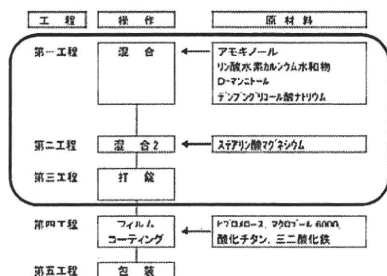 工程 操作 原材料
第一工程 混合 アモキノール
リン酸水素カルシウム水和物
D-マンニトール
デンプングリコール酸ナトリウム
第二工程 混合2 ステアリン酸マグネシウム
第三工程 打錠
第四工程 フィルム
コーティング
ヒプロメロース、マクロゴール 6000、
酸化チタン、三二酸化鉄
第五工程 包装